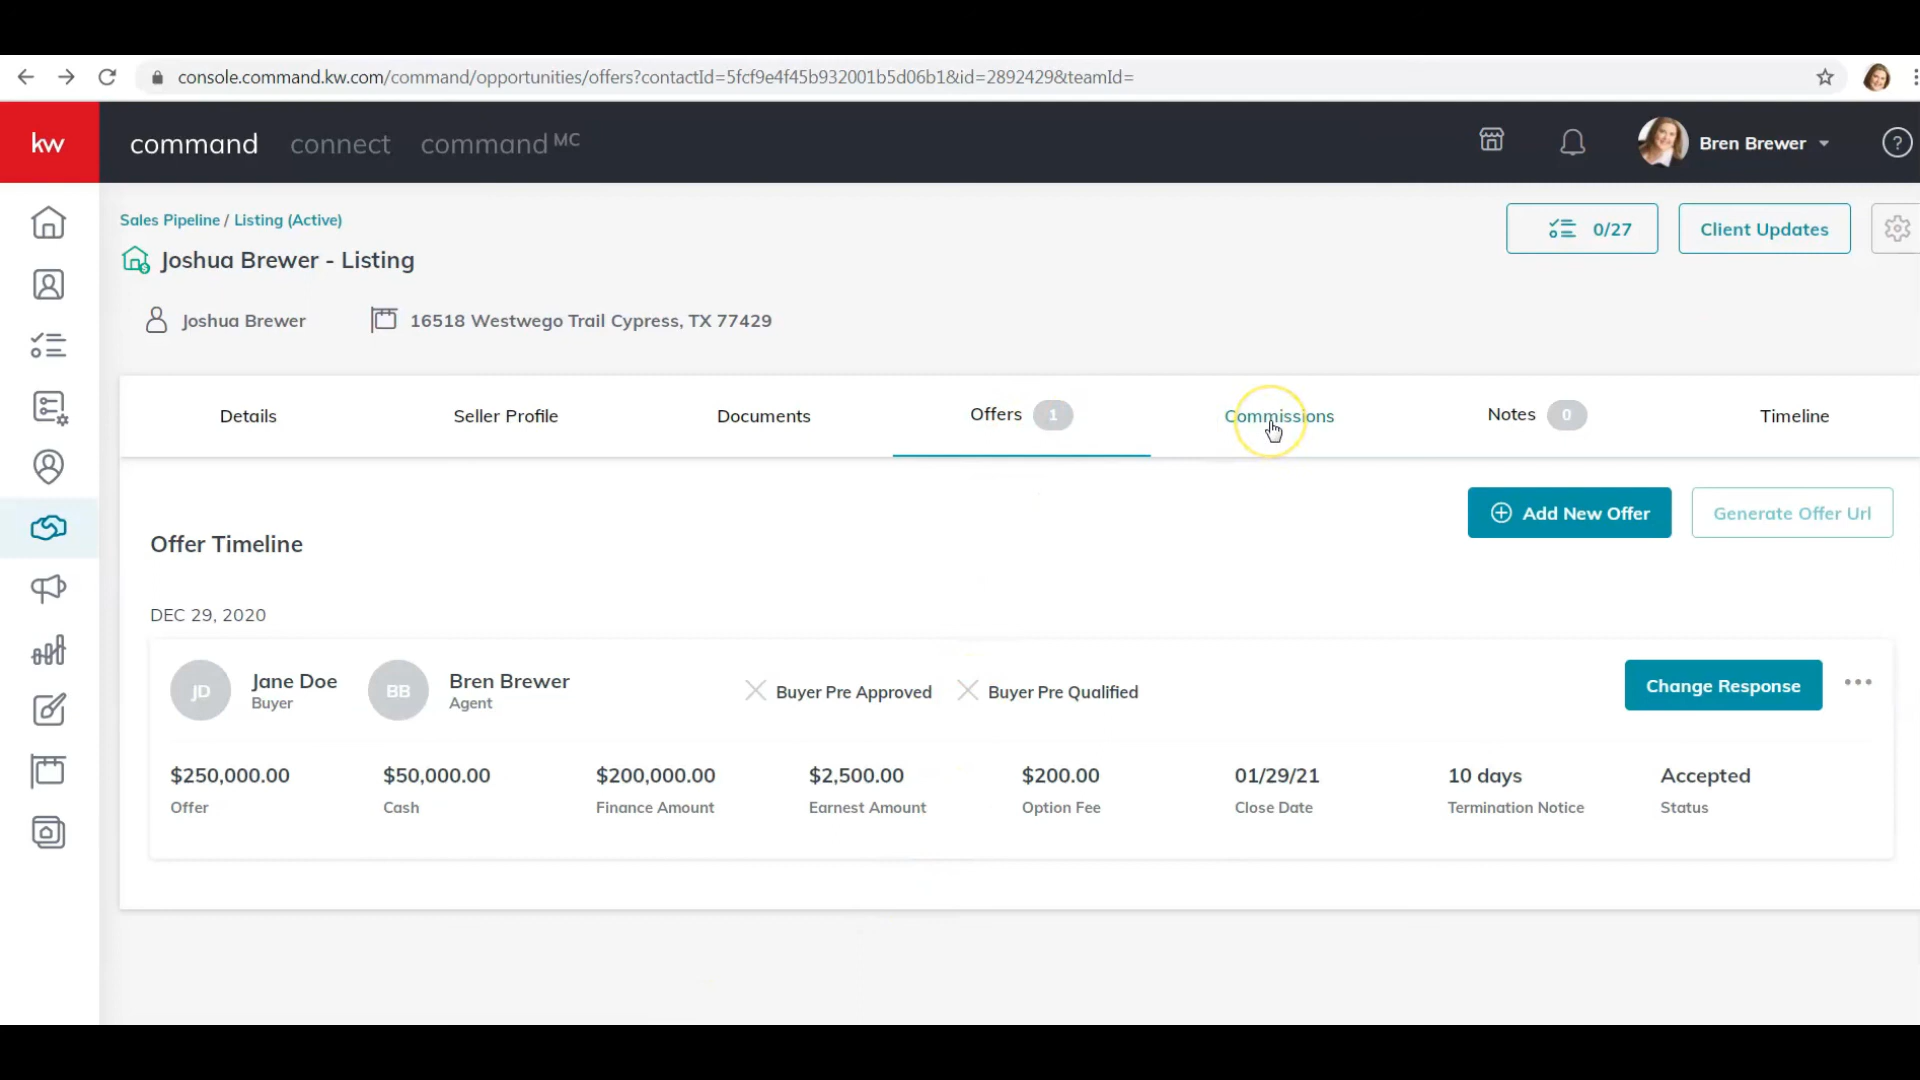 console.command.kw.com/command/opportunities/offers?contactId=5fcf9e4f45b932001b5d06b1&id=2892429&teamId=
kw command connect command MC Bren Brewer ?
Sales Pipeline / Listing (Active)
0/27 Client Updates
Joshua Brewer - Listing
Joshua Brewer 16518 Westwego Trail Cypress, TX 77429
Details Seller Profile Documents Offers 1 Commissions Notes 0 Timeline
Add New Offer Generate Offer Url
Offer Timeline
DEC 29, 2020
JD Jane Doe BB Bren Brewer Buyer Pre Approved Buyer Pre Qualified Change Response
Buyer Agent
$250,000.00 $50,000.00 $200,000.00 $2,500.00 $200.00 01/29/21 10 days Accepted
Offer Cash Finance Amount Earnest Amount Option Fee Close Date Termination Notice Status